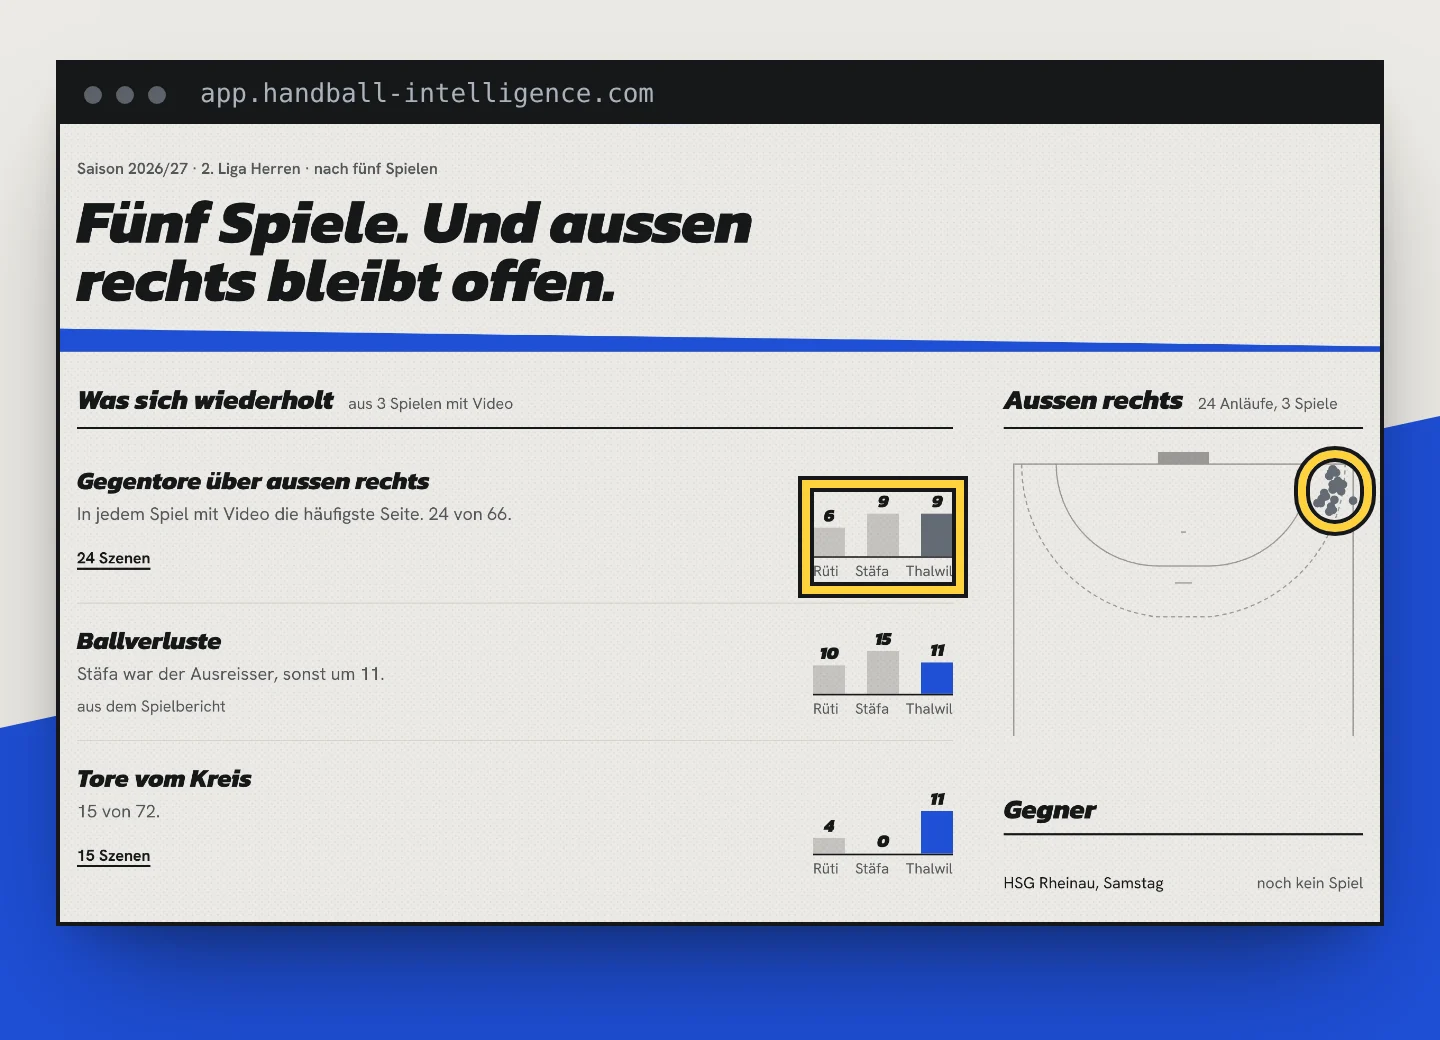 app.handball-intelligence.com
Saison 2026/27 · 2. Liga Herren · nach fünf Spielen
Fünf Spiele. Und aussen
rechts bleibt offen.
Was sich wiederholt aus 3 Spielen mit Video
Gegentore über aussen rechts
In jedem Spiel mit Video die häufigste Seite. 24 von 66.
24 Szenen
6 9 9
Rüti Stäfa Thalwil
Ballverluste
Stäfa war der Ausreisser, sonst um 11.
aus dem Spielbericht
10 15 11
Rüti Stäfa Thalwil
Tore vom Kreis
15 von 72.
15 Szenen
4 0 11
Rüti Stäfa Thalwil
Aussen rechts 24 Anläufe, 3 Spiele
Gegner
HSG Rheinau, Samstag noch kein Spiel